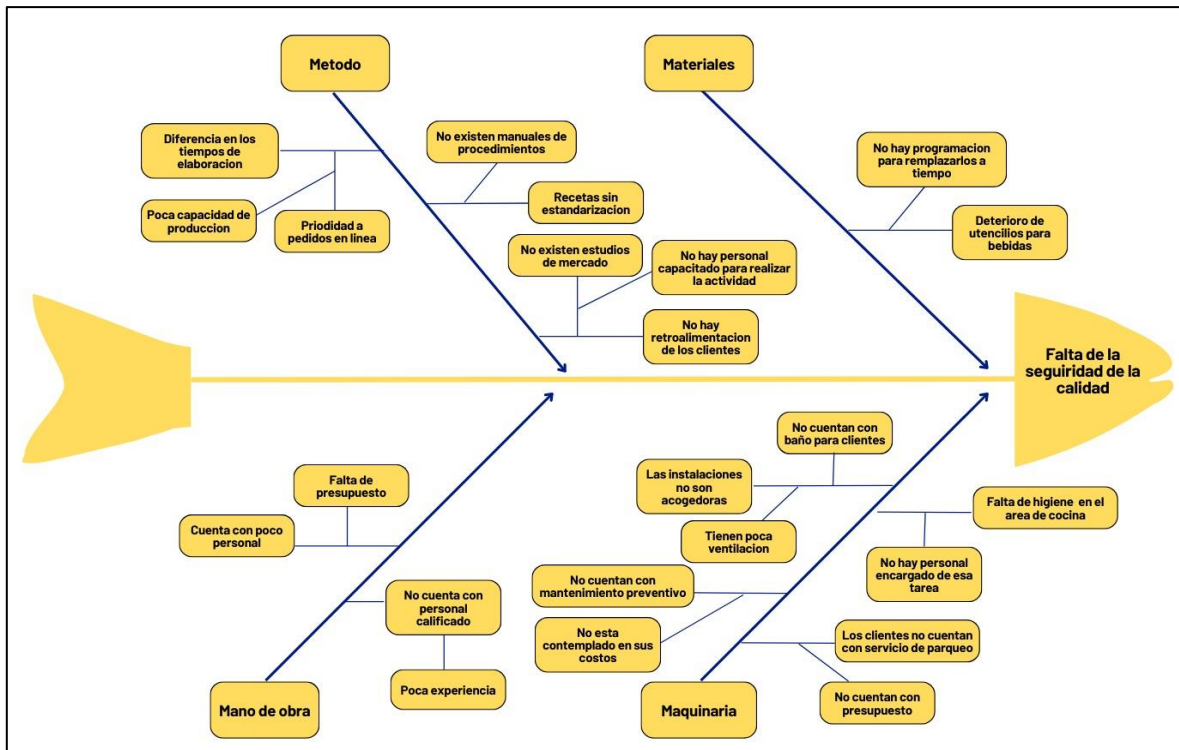 Metodo
Materiales
Diferencia en los
tiempos de
elaboracion
Poca capacidad de
produccion
Priodidad a
pedidos en linea
No existen manuales de
procedimientos
Recetas sin
estandarizacion
No existen estudios
de mercado
No hay personal
capacitado para realizar
la actividad
No hay
retroalimentacion
de los clientes
No hay programacion
para remplazarlos a
tiempo
Deterioro de
utencilios para
bebidas
Falta de la
seguiridad de la
calidad
Falta de
presupuesto
Cuenta con poco
personal
No cuenta con
personal
calificado
Poca experiencia
Mano de obra
No cuentan con
baño para clientes
Las instalaciones
no son
acogedoras
Tienen poca
ventilacion
Falta de higiene en el
area de cocina
No hay personal
encargado de esa
tarea
No cuentan con
mantenimiento preventivo
No esta
contemplado en sus
costos
Los clientes no cuentan
con servicio de parqueo
No cuentan con
presupuesto
Maquinaria